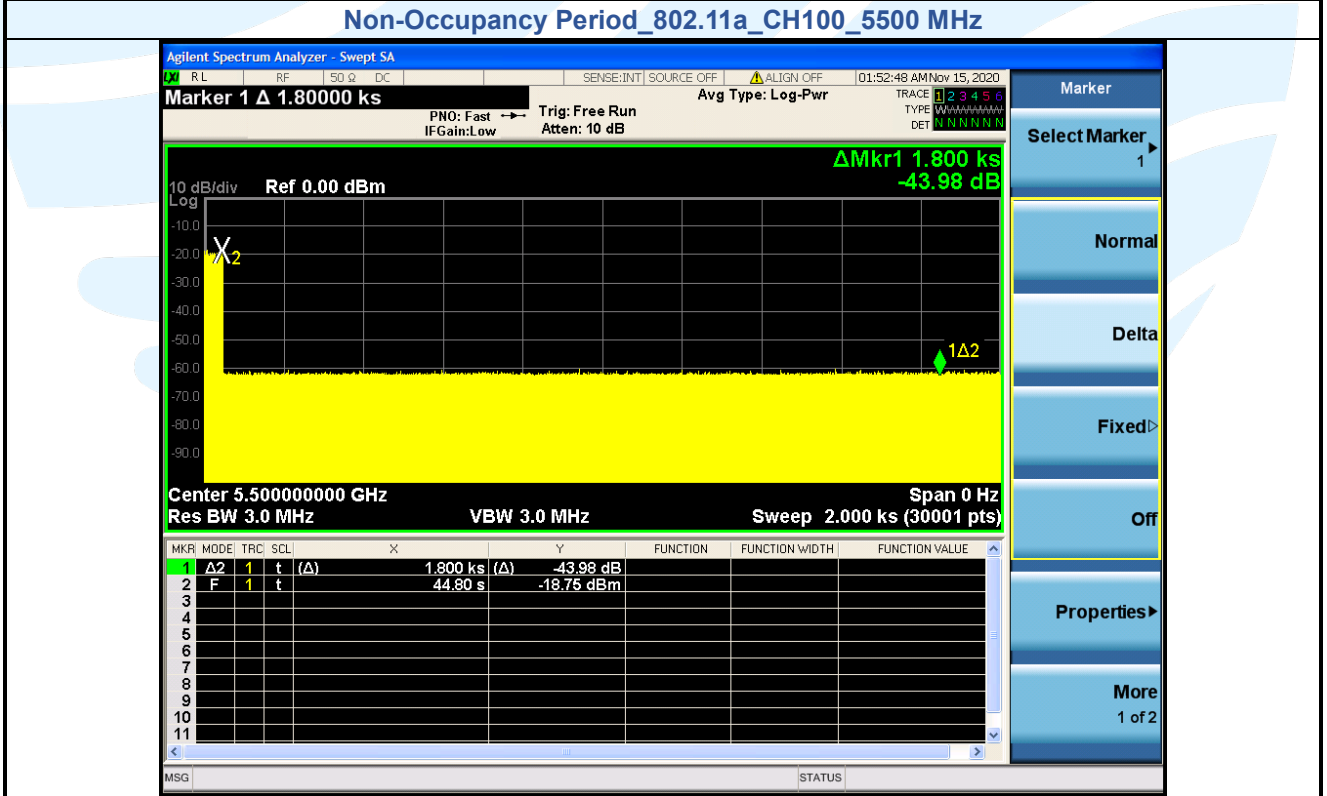 Non-Occupancy Period_802.11a_CH100_5500 MHz
Agilent Spectrum Analyzer - Swept SA
LXI RL RF 50 Ω DC SENSE:INT SOURCE OFF ALIGN OFF 01:52:48 AM Nov 15, 2020
Marker 1 Δ 1.80000 ks
Avg Type: Log-Pwr
TRACE 1 2 3 4 5 6
TYPE WWWWWW
DET N N N N N N
PNO: Fast
IFGain:Low
Trig: Free Run
Atten: 10 dB
ΔMkr1 1.800 ks
-43.98 dB
10 dB/div Ref 0.00 dBm
Log
-10.0
-20.0
-30.0
-40.0
-50.0
-60.0
-70.0
-80.0
-90.0
X2
1Δ2
Center 5.500000000 GHz Span 0 Hz
Res BW 3.0 MHz VBW 3.0 MHz Sweep 2.000 ks (30001 pts)
MKR MODE TRC SCL X Y FUNCTION FUNCTION WIDTH FUNCTION VALUE
1 Δ2 1 t (Δ) 1.800 ks (Δ) -43.98 dB
2 F 1 t 44.80 s -18.75 dBm
3
4
5
6
7
8
9
10
11
MSG STATUS
Marker
Select Marker
1
Normal
Delta
Fixed
Off
Properties
More
1 of 2